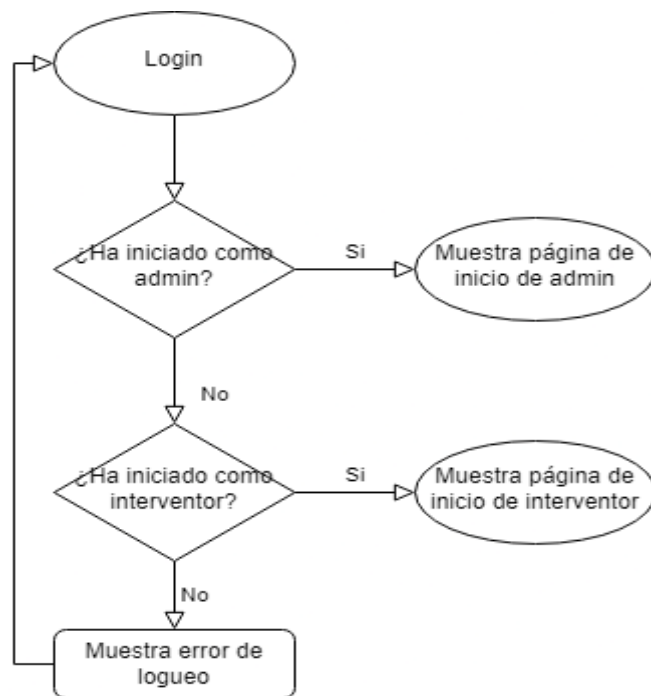 Login
¿Ha iniciado como
admin?
Si
Muestra página de
inicio de admin
No
¿Ha iniciado como
interventor?
Si
Muestra página de
inicio de interventor
No
Muestra error de
logueo